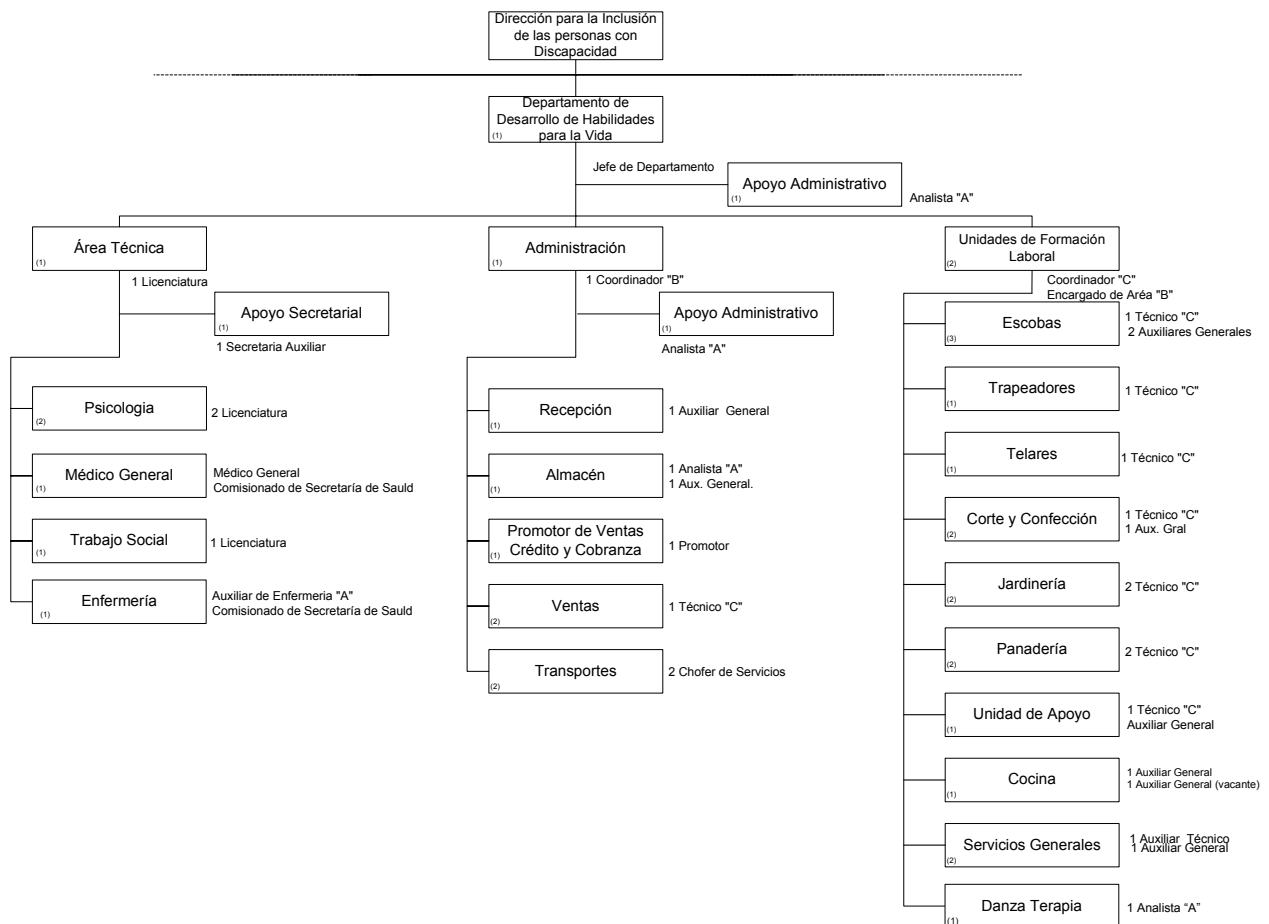 Dirección para la Inclusión
de las personas con
Discapacidad
Departamento de
Desarrollo de Habilidades
para la Vida
(1)
Jefe de Departamento
Apoyo Administrativo
(1)
Analista "A"
Área Técnica
(1)
1 Licenciatura
Apoyo Secretarial
(1)
1 Secretaria Auxiliar
Psicologia
(2)
2 Licenciatura
Médico General
(1)
Médico General
Comisionado de Secretaría de Sauld
Trabajo Social
(1)
1 Licenciatura
Enfermería
(1)
Auxiliar de Enfermeria "A"
Comisionado de Secretaría de Sauld
Administración
(1)
1 Coordinador "B"
Apoyo Administrativo
(1)
Analista "A"
Recepción
(1)
1 Auxiliar General
Almacén
(1)
1 Analista "A"
1 Aux. General.
Promotor de Ventas
Crédito y Cobranza
(1)
1 Promotor
Ventas
(2)
1 Técnico "C"
Transportes
(2)
2 Chofer de Servicios
Unidades de Formación
Laboral
(2)
Coordinador "C"
Encargado de Aréa "B"
Escobas
(3)
1 Técnico "C"
2 Auxiliares Generales
Trapeadores
(1)
1 Técnico "C"
Telares
(1)
1 Técnico "C"
Corte y Confección
(2)
1 Técnico "C"
1 Aux. Gral
Jardinería
(2)
2 Técnico "C"
Panadería
(2)
2 Técnico "C"
Unidad de Apoyo
(1)
1 Técnico "C"
Auxiliar General
Cocina
(1)
1 Auxiliar General
1 Auxiliar General (vacante)
Servicios Generales
(2)
1 Auxiliar Técnico
1 Auxiliar General
Danza Terapia
(1)
1 Analista “A”